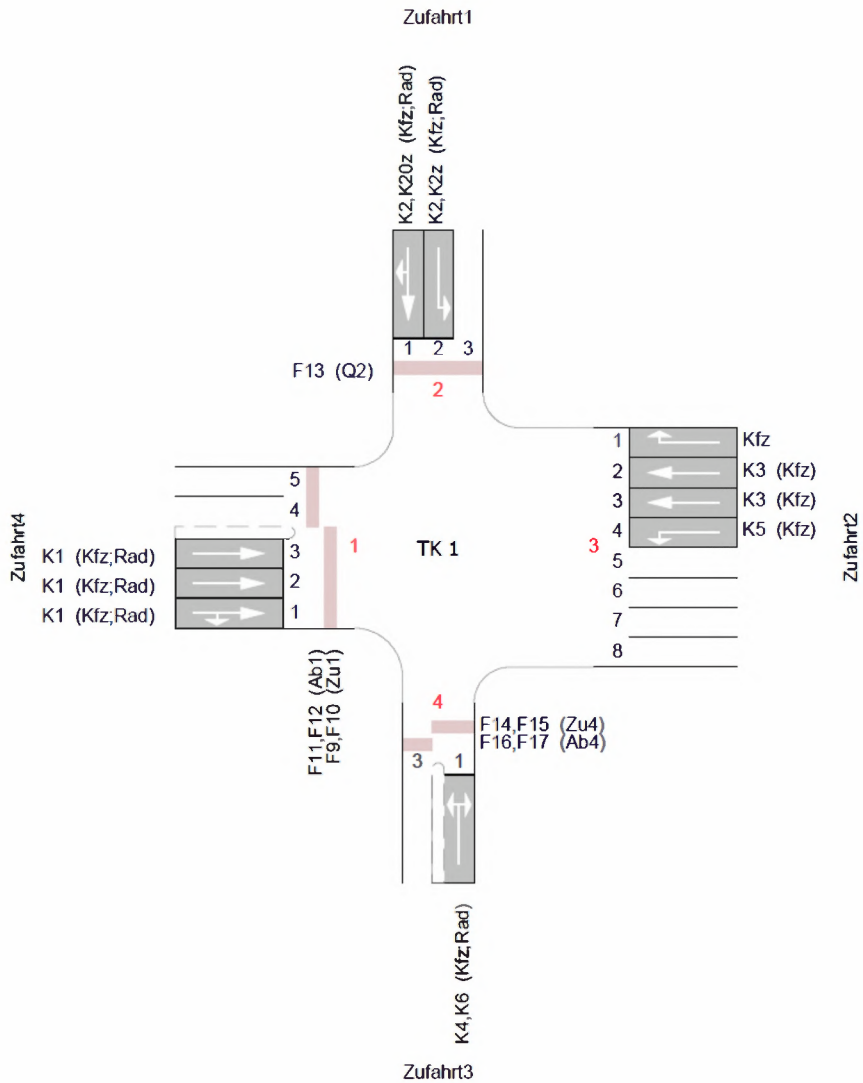 Zufahrt1
K2,K20z (Kfz;Rad)
K2,K2z (Kfz;Rad)
1 2 3
F13 (Q2)
2
5
4
3
2
1
K1 (Kfz;Rad)
K1 (Kfz;Rad)
K1 (Kfz;Rad)
Zufahrt4
1
TK 1
3
1
2
3
4
5
6
7
8
Kfz
K3 (Kfz)
K3 (Kfz)
K5 (Kfz)
Zufahrt2
F11,F12 (Ab1)
F9,F10 (Zu1)
4
F14,F15 (Zu4)
F16,F17 (Ab4)
3 1
K4,K6 (Kfz;Rad)
Zufahrt3